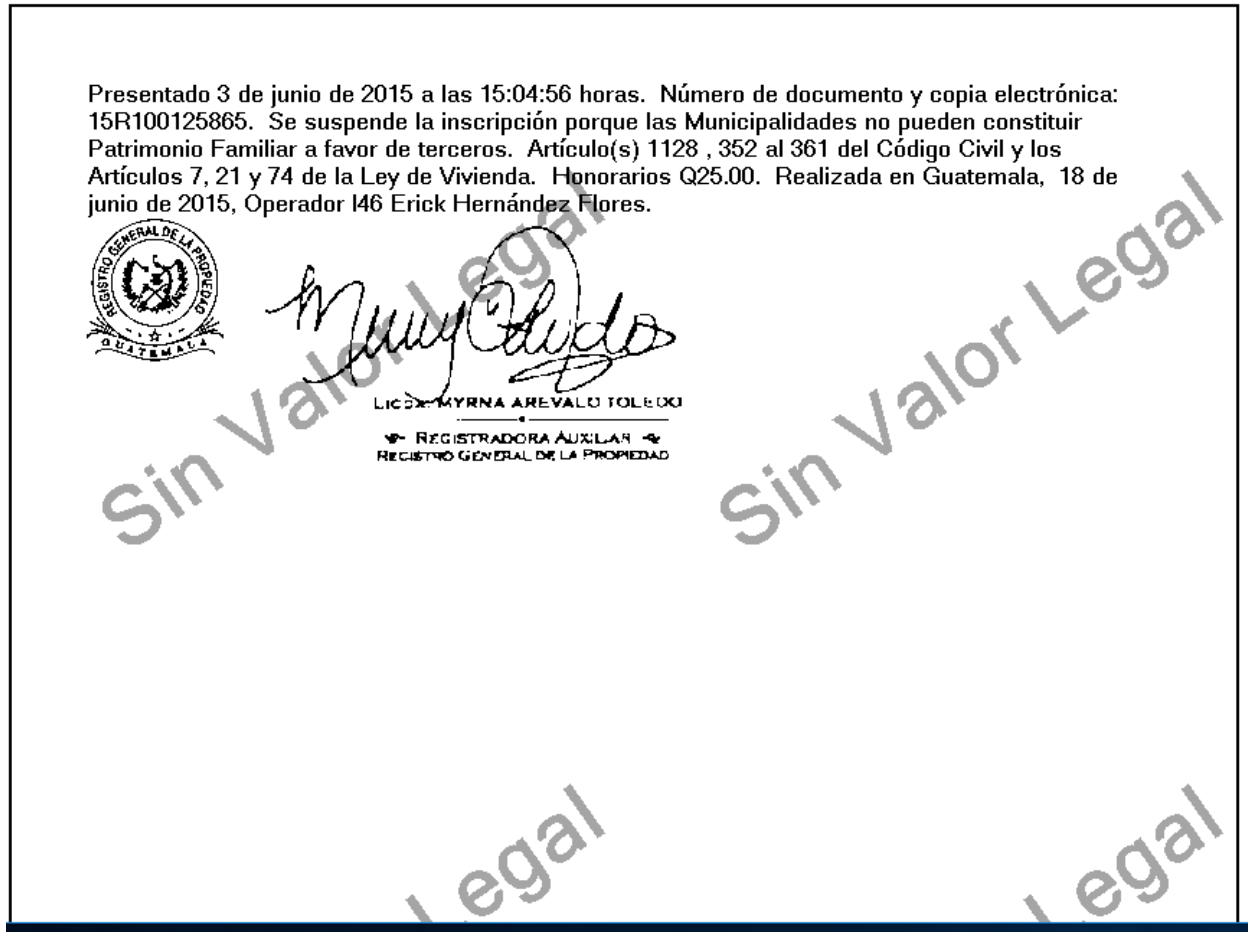 Presentado 3 de junio de 2015 a las 15:04:56 horas.  Número de documento y copia electrónica:
15R100125865.  Se suspende la inscripción porque las Municipalidades no pueden constituir
Patrimonio Familiar a favor de terceros.  Artículo(s) 1128 , 352 al 361 del Código Civil y los
Artículos 7, 21 y 74 de la Ley de Vivienda.  Honorarios Q25.00.  Realizada en Guatemala,  18 de
junio de 2015, Operador I46 Erick Hernández Flores.
REGISTRO GENERAL DE LA PROPIEDAD
GUATEMALA
LICDA. MYRNA AREVALO TOLEDO
REGISTRADORA AUXILAR
REGISTRO GENERAL DE LA PROPIEDAD
Sin Valor Legal
Sin Valor Legal
Legal
Legal